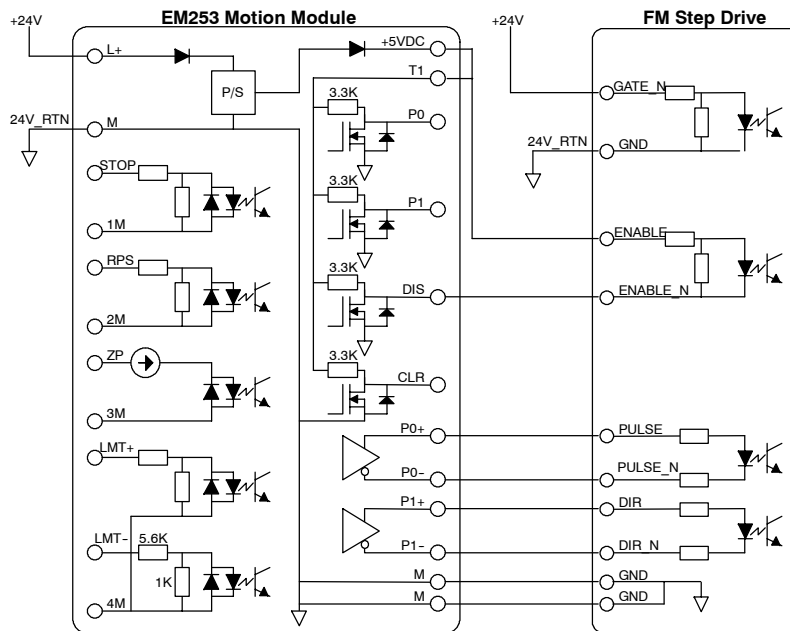 EM253 Motion Module
FM Step Drive
+24V
L+
P/S
+5VDC
T1
3.3K
P0
24V_RTN
M
STOP
1M
3.3K
P1
RPS
2M
3.3K
DIS
ZP
3M
3.3K
CLR
LMT+
P0+
P0−
LMT−
5.6K
1K
4M
P1+
P1−
M
M
+24V
GATE_N
24V_RTN
GND
ENABLE
ENABLE_N
PULSE
PULSE_N
DIR
DIR_N
GND
GND